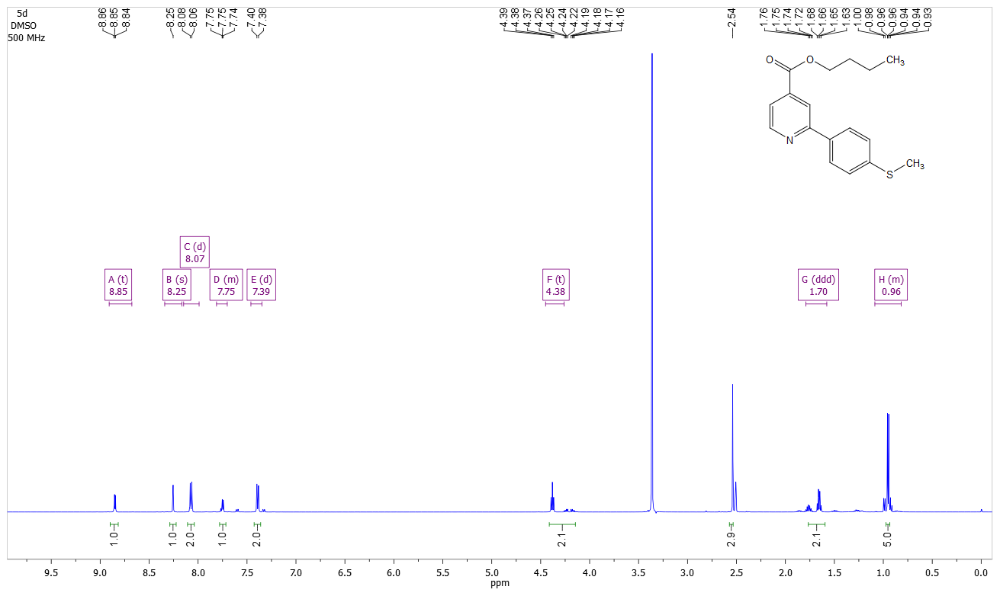 5d
DMSO
500 MHz
8.86
8.85
8.84
8.25
8.08
8.06
7.75
7.75
7.74
7.40
7.38
4.39
4.38
4.37
4.26
4.25
4.24
4.22
4.19
4.18
4.17
4.16
2.54
1.76
1.75
1.74
1.72
1.68
1.66
1.65
1.63
1.00
0.98
0.96
0.96
0.94
0.94
0.93
O
O
CH3
N
S
CH3
C (d)
8.07
A (t)
8.85
B (s)
8.25
D (m)
7.75
E (d)
7.39
F (t)
4.38
G (ddd)
1.70
H (m)
0.96
1.0
1.0
2.0
1.0
2.0
2.1
2.9
2.1
5.0
9.5 9.0 8.5 8.0 7.5 7.0 6.5 6.0 5.5 5.0 4.5 4.0 3.5 3.0 2.5 2.0 1.5 1.0 0.5 0.0
ppm